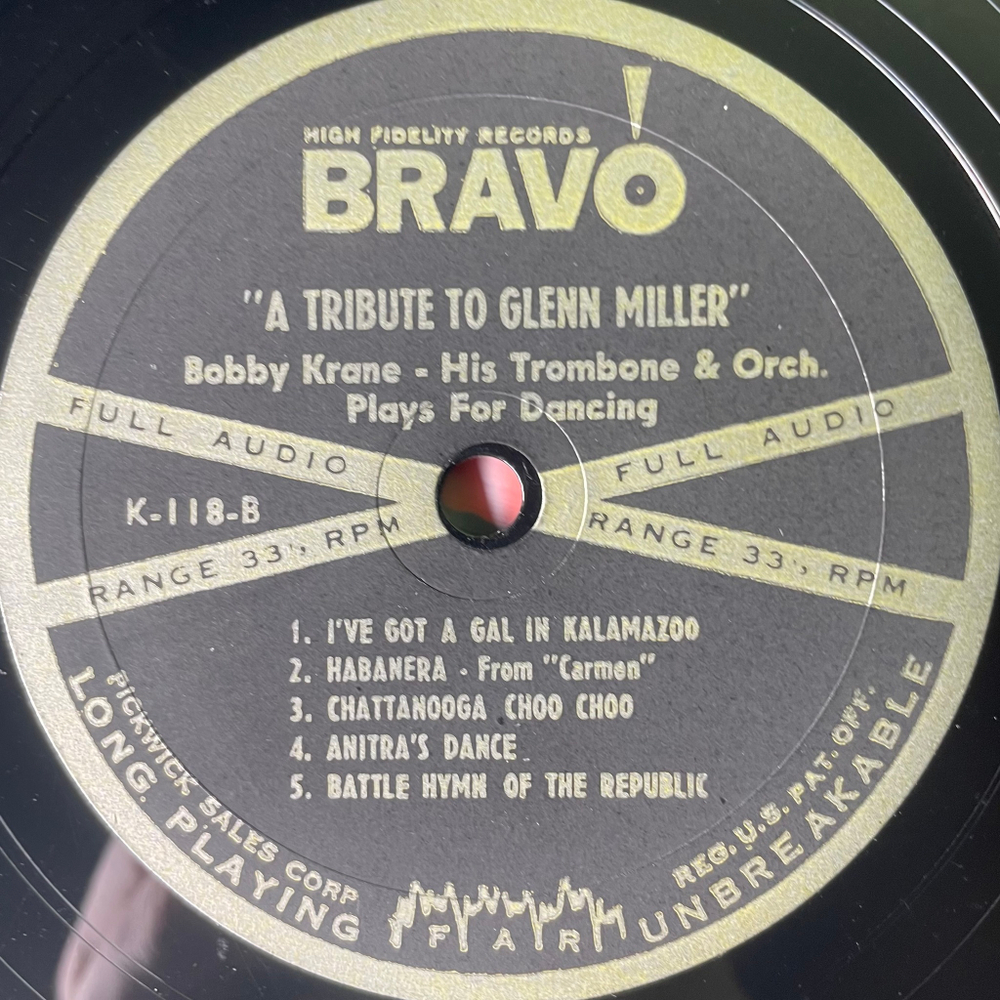 HIGH FIDELITY RECORDS
BRAVO!
"A TRIBUTE TO GLENN MILLER"
Bobby Krane - His Trombone & Orch.
Plays For Dancing
FULL AUDIO
FULL AUDIO
K-118-B
RANGE 33⅓ RPM
RANGE 33⅓ RPM
1. I'VE GOT A GAL IN KALAMAZOO
2. HABANERA - From "Carmen"
3. CHATTANOOGA CHOO CHOO
4. ANITRA'S DANCE
5. BATTLE HYMN OF THE REPUBLIC
PICKWICK SALES CORP
LONG PLAYING
FAR
REG. U.S. PAT. OFF.
UNBREAKABLE